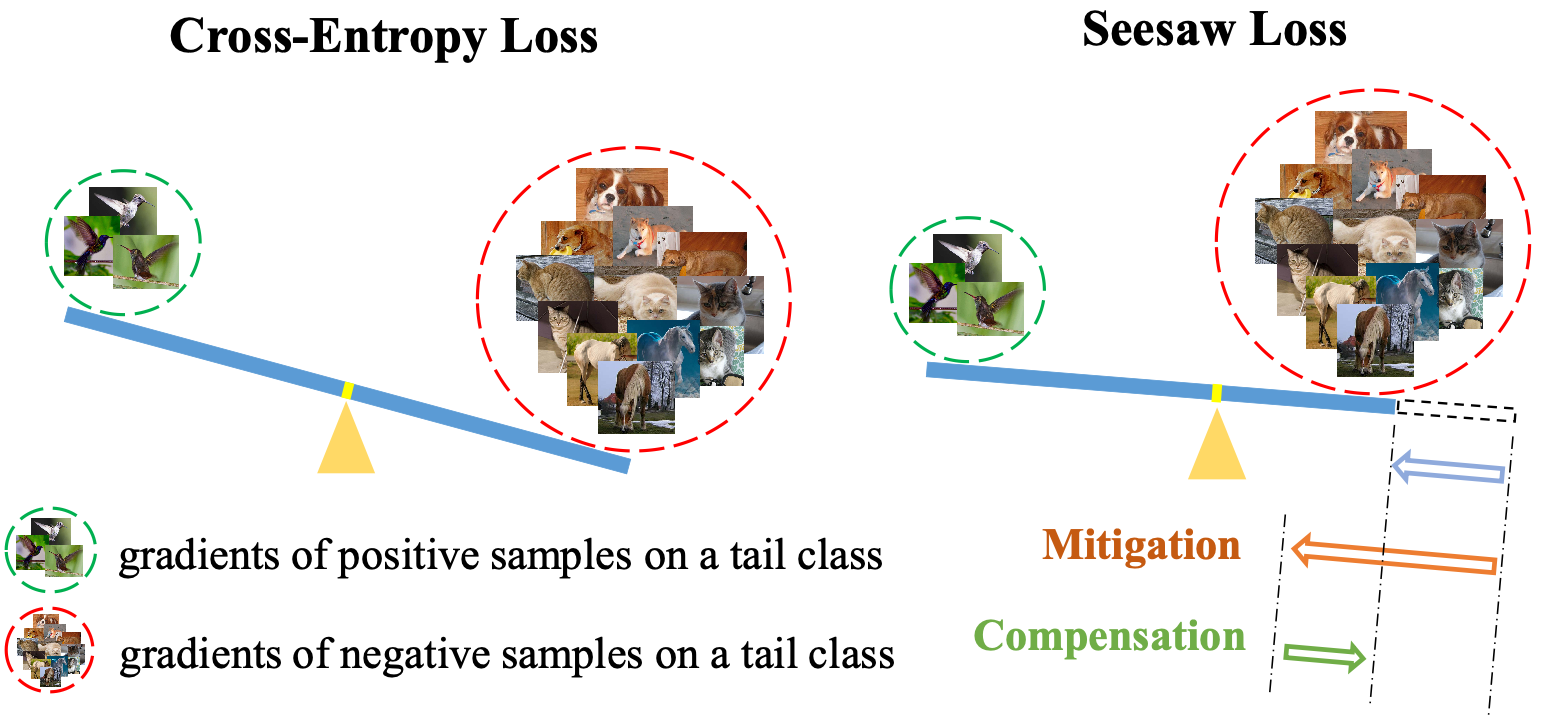 Cross-Entropy Loss
Seesaw Loss
Mitigation
Compensation
gradients of positive samples on a tail class
gradients of negative samples on a tail class